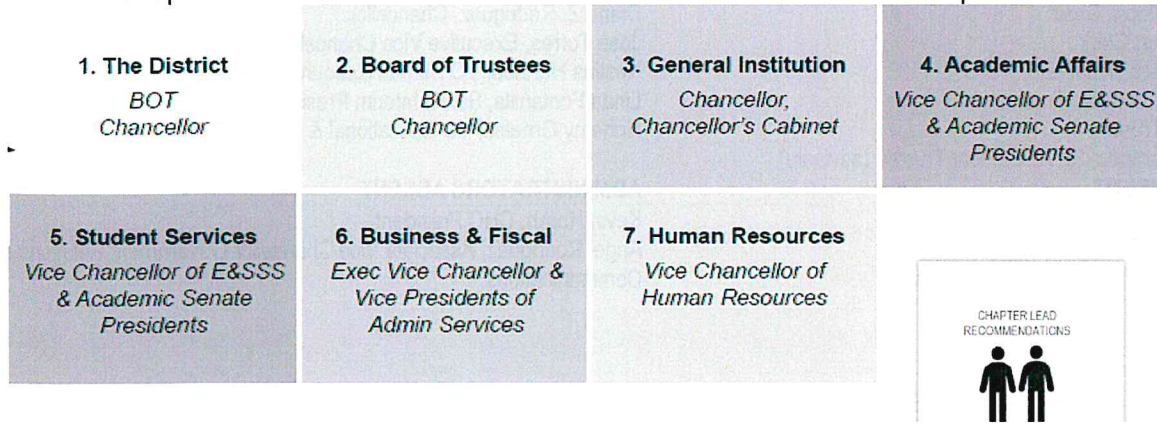 1. The District
BOT
Chancellor
2. Board of Trustees
BOT
Chancellor
3. General Institution
Chancellor,
Chancellor's Cabinet
4. Academic Affairs
Vice Chancellor of E&SSS
& Academic Senate
Presidents
5. Student Services
Vice Chancellor of E&SSS
& Academic Senate
Presidents
6. Business & Fiscal
Exec Vice Chancellor &
Vice Presidents of
Admin Services
7. Human Resources
Vice Chancellor of
Human Resources
CHAPTER LEAD
RECOMMENDATIONS